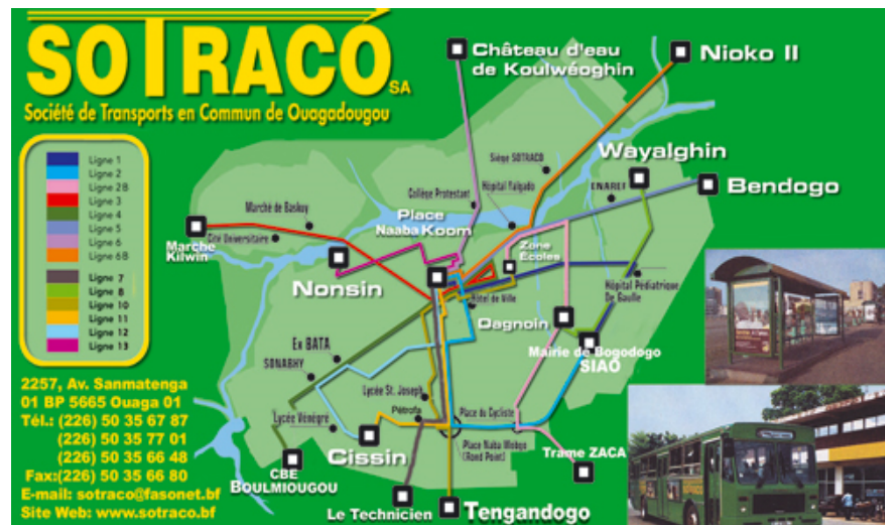 SOTRACO SA
Société de Transports en Commun de Ouagadougou
Ligne 1
Ligne 2
Ligne 2B
Ligne 3
Ligne 4
Ligne 5
Ligne 6
Ligne 6B
Ligne 7
Ligne 8
Ligne 10
Ligne 11
Ligne 12
Ligne 13
2257, Av. Sanmatenga
01 BP 5665 Ouaga 01
Tél.: (226) 50 35 67 87
(226) 50 35 77 01
(226) 50 35 66 48
Fax:(226) 50 35 66 80
E-mail: sotraco@fasonet.bf
Site Web: www.sotraco.bf
Château d'eau
de Koulwéoghin
Nioko II
Siège SOTRACO
Wayalghin
Collège Protestant
Hôpital Yalgado
ENAREF
Bendogo
Marché de Baskuy
Place
Naaba Koom
Cité Universitaire
Marche
Kilwin
Zone
Ecoles
Nonsin
Hôtel de Ville
Hôpital Pédiatrique
De Gaulle
Dagnoin
Ex BATA
Mairie de Bogodogo
SONABHY
SIAO
Lycée St. Joseph
Pétrofa
Lycée Vénégré
Place du Cycliste
Place Naba Mobgo
(Rond Point)
Cissin
Trame ZACA
CBE
BOULMIOUGOU
Le Technicien
Tengandogo